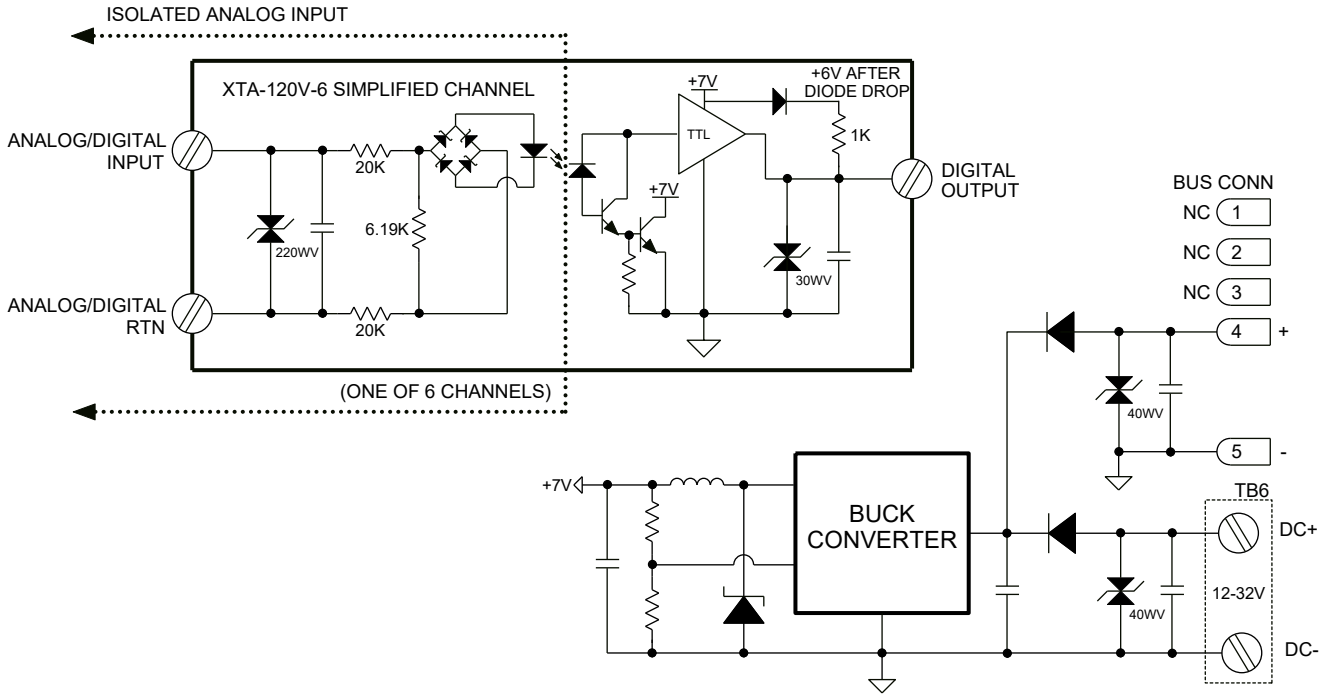 ISOLATED ANALOG INPUT
XTA-120V-6 SIMPLIFIED CHANNEL
+7V
+6V AFTER
DIODE DROP
ANALOG/DIGITAL
INPUT
20K
TTL
1K
+7V
DIGITAL
OUTPUT
6.19K
220WV
30WV
ANALOG/DIGITAL
RTN
20K
(ONE OF 6 CHANNELS)
BUS CONN
NC 1
NC 2
NC 3
4 +
40WV
5 -
+7V
BUCK
CONVERTER
TB6
DC+
12-32V
40WV
DC-